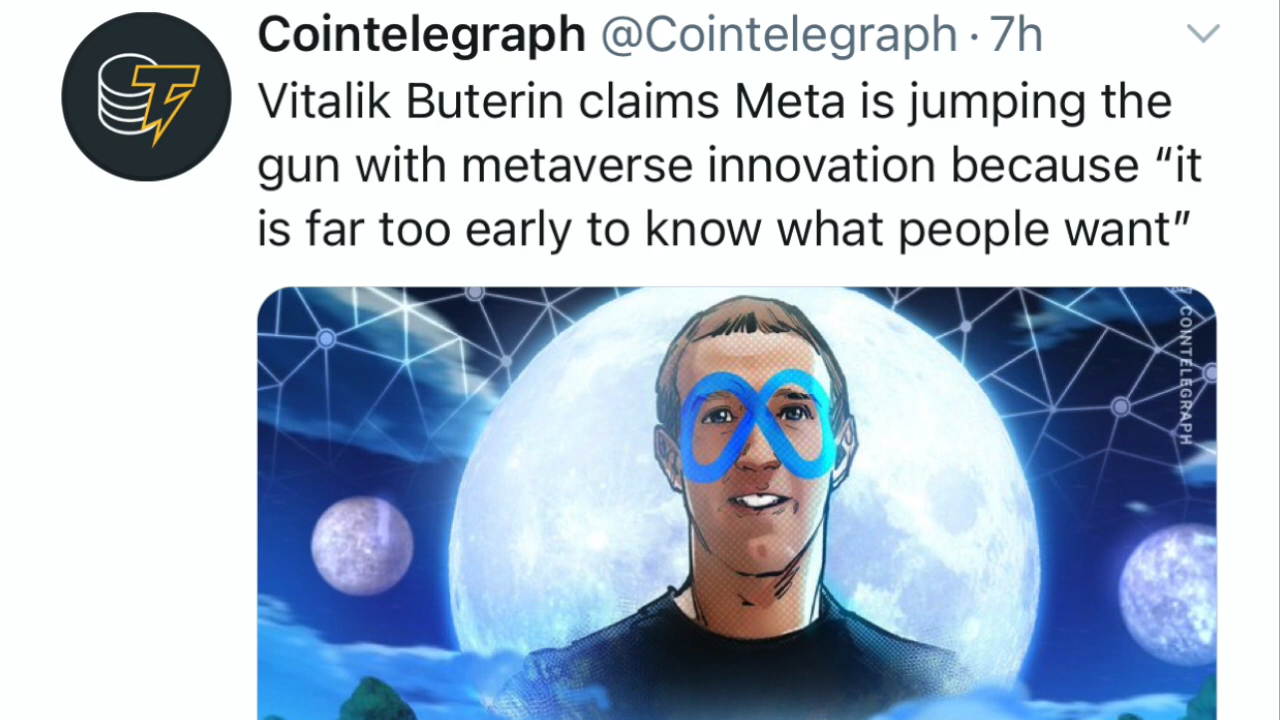 Cointelegraph @Cointelegraph · 7h
Vitalik Buterin claims Meta is jumping the
gun with metaverse innovation because “it
is far too early to know what people want”
COINTELEGRAPH